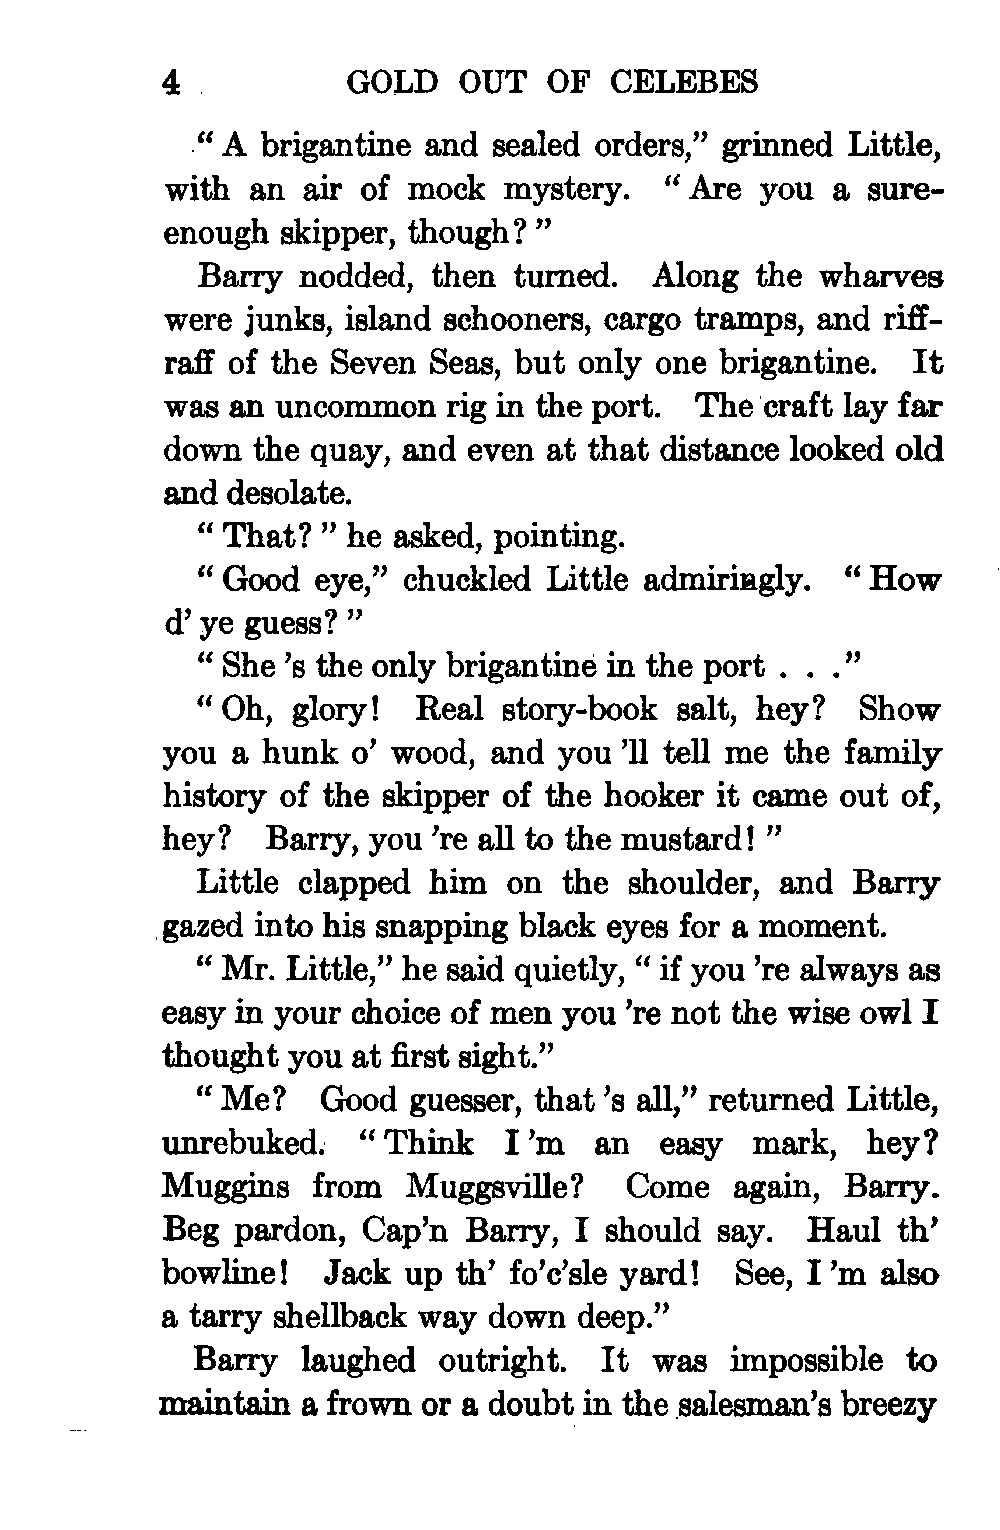 4 GOLD OUT OF CELEBES
“ A brigantine and sealed orders,” grinned Little,
with an air of mock mystery. “ Are you a sure-
enough skipper, though? ”
Barry nodded, then turned. Along the wharves
were junks, island schooners, cargo tramps, and riff-
raff of the Seven Seas, but only one brigantine. It
was an uncommon rig in the port. The craft lay far
down the quay, and even at that distance looked old
and desolate.
“ That? ” he asked, pointing.
“ Good eye,” chuckled Little admiringly. “ How
d’ ye guess? ”
“ She ’s the only brigantine in the port . . .”
“ Oh, glory! Real story-book salt, hey? Show
you a hunk o’ wood, and you ’ll tell me the family
history of the skipper of the hooker it came out of,
hey? Barry, you ’re all to the mustard! ”
Little clapped him on the shoulder, and Barry
gazed into his snapping black eyes for a moment.
“ Mr. Little,” he said quietly, “ if you ’re always as
easy in your choice of men you ’re not the wise owl I
thought you at first sight.”
“ Me? Good guesser, that ’s all,” returned Little,
unrebuked. “ Think I ’m an easy mark, hey?
Muggins from Muggsville? Come again, Barry.
Beg pardon, Cap’n Barry, I should say. Haul th’
bowline! Jack up th’ fo’c’sle yard! See, I ’m also
a tarry shellback way down deep.”
Barry laughed outright. It was impossible to
maintain a frown or a doubt in the salesman’s breezy